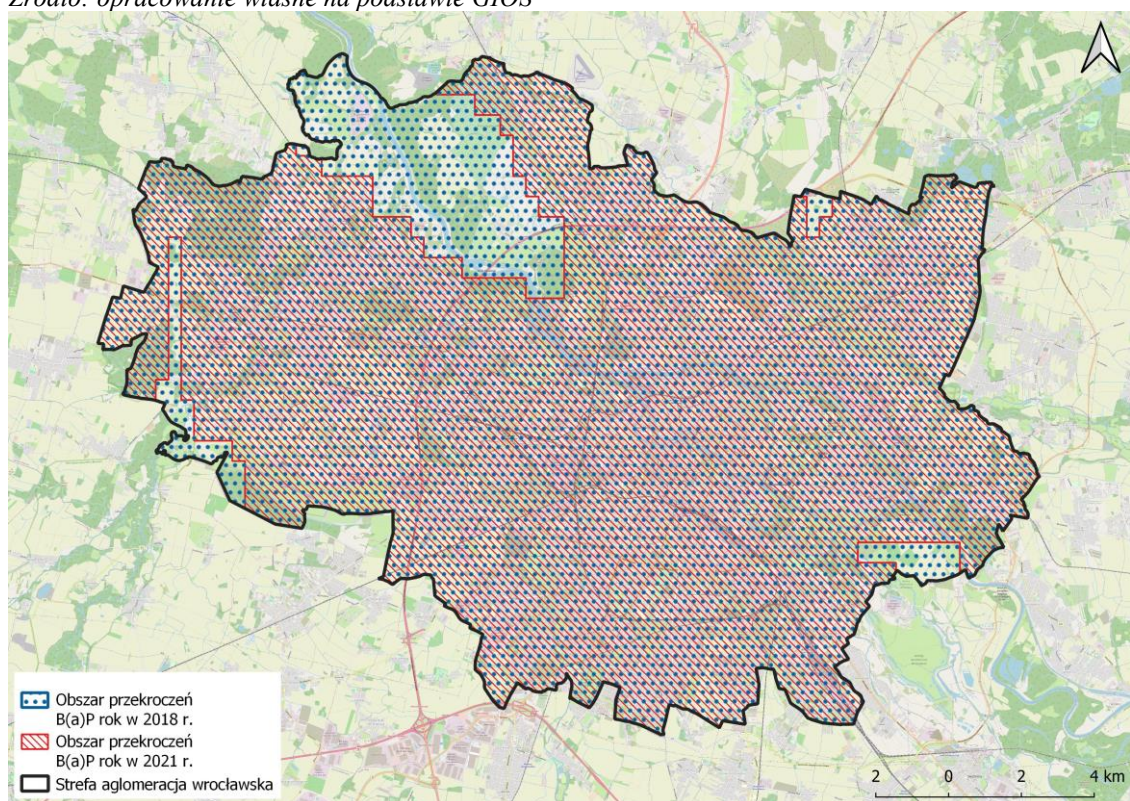 Źródło: opracowanie własne na podstawie GIOŚ
Obszar przekroczeń
B(a)P rok w 2018 r.
Obszar przekroczeń
B(a)P rok w 2021 r.
Strefa aglomeracja wrocławska
2 0 2 4 km